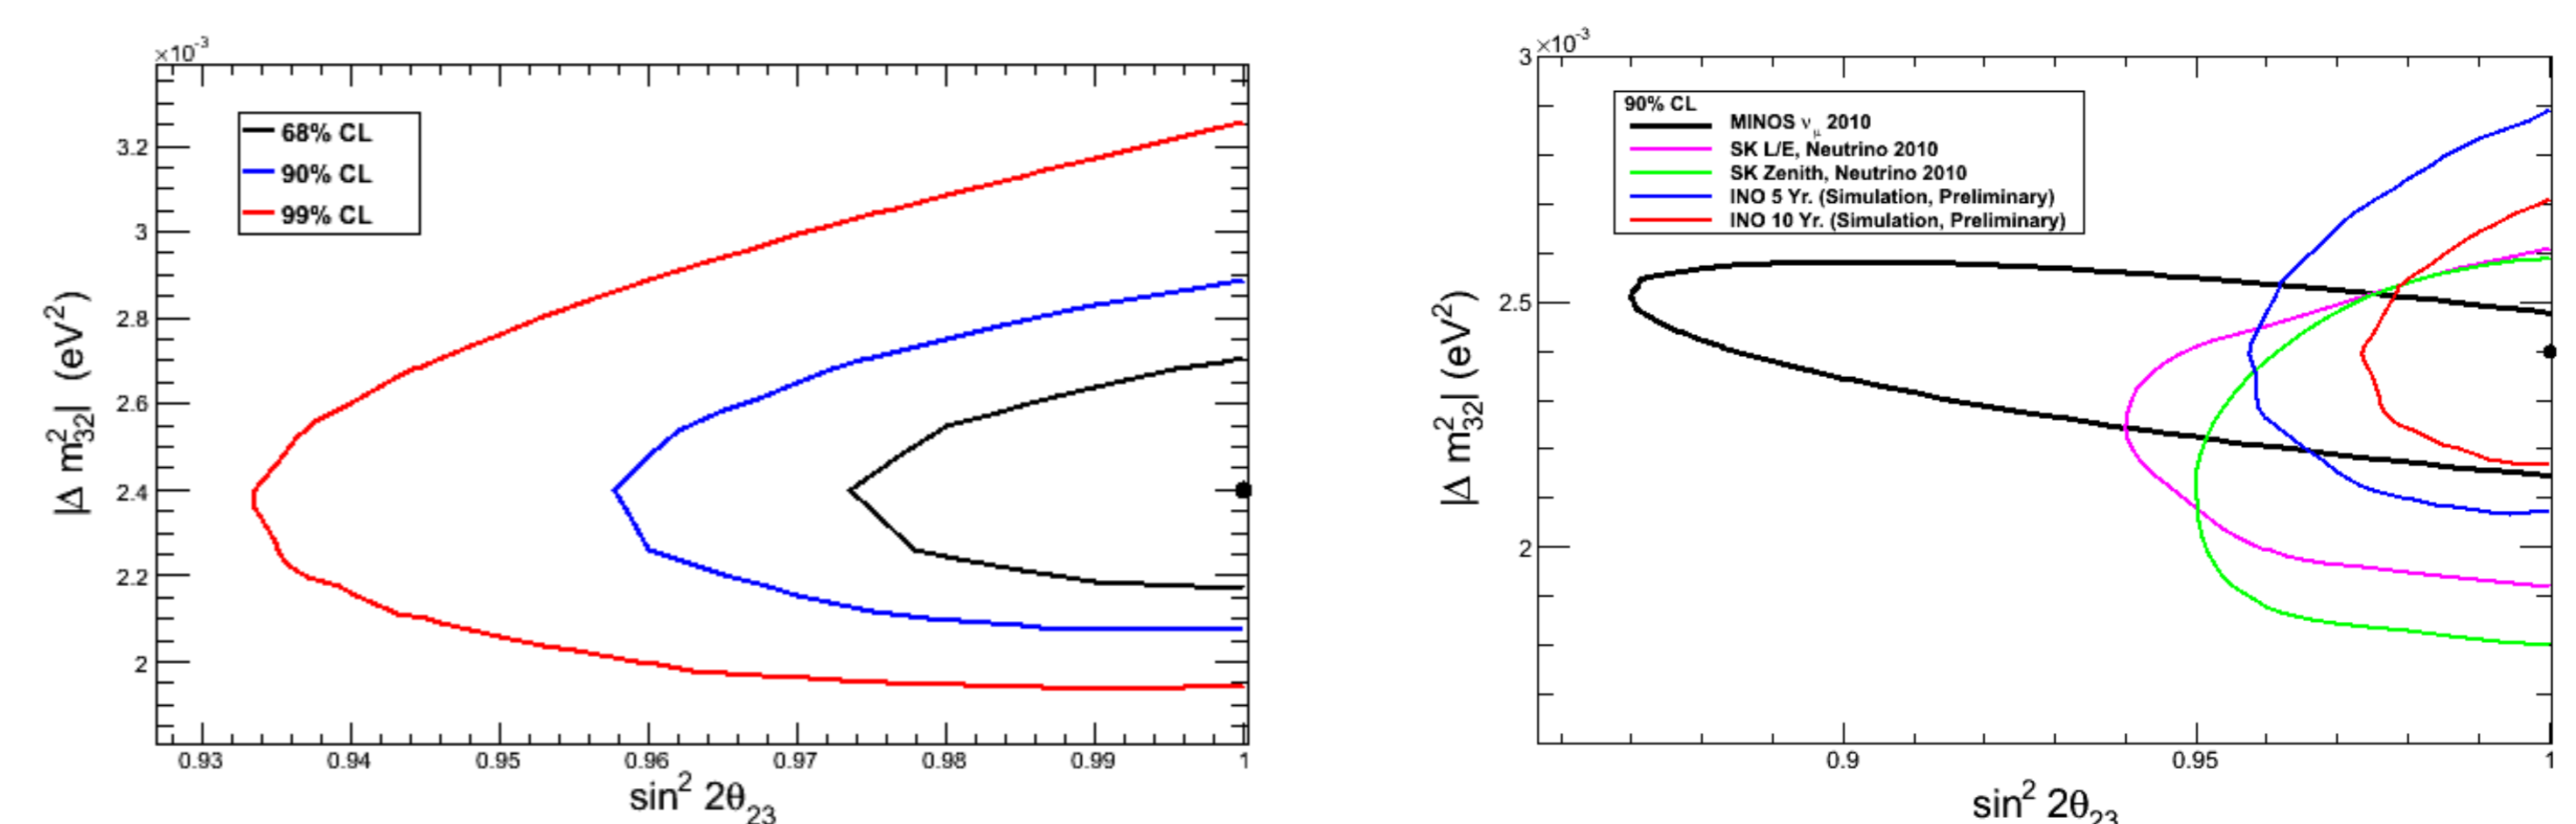 ×10⁻³
68% CL
90% CL
99% CL
3.2
3
2.8
2.6
2.4
2.2
2
|Δ m²₃₂| (eV²)
0.93 0.94 0.95 0.96 0.97 0.98 0.99 1
sin² 2θ₂₃
×10⁻³
90% CL
MINOS νμ 2010
SK L/E, Neutrino 2010
SK Zenith, Neutrino 2010
INO 5 Yr. (Simulation, Preliminary)
INO 10 Yr. (Simulation, Preliminary)
3
2.5
2
|Δ m²₃₂| (eV²)
0.9 0.95 1
sin² 2θ₂₃